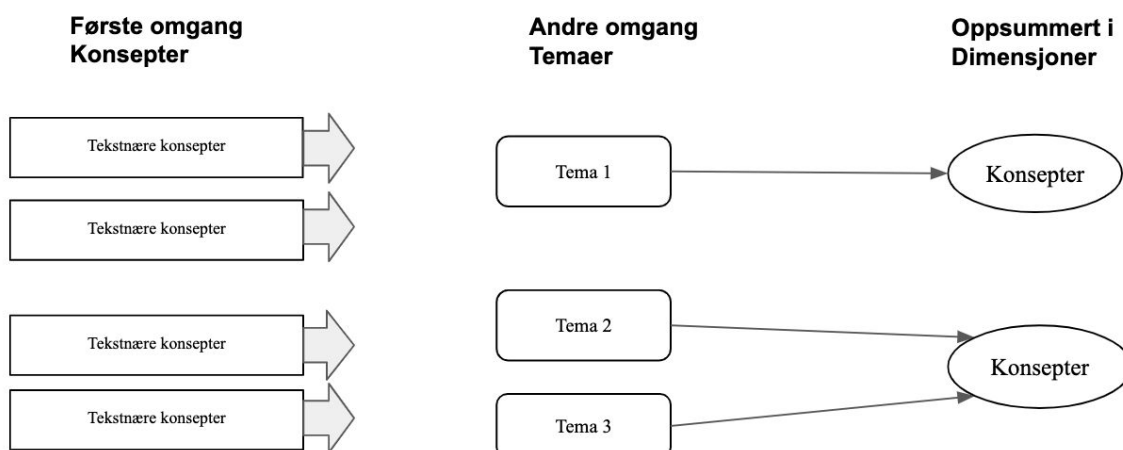 Første omgang
Konsepter
Andre omgang
Temaer
Oppsummert i
Dimensjoner
Tekstnære konsepter
Tema 1
Konsepter
Tekstnære konsepter
Tekstnære konsepter
Tema 2
Konsepter
Tekstnære konsepter
Tema 3